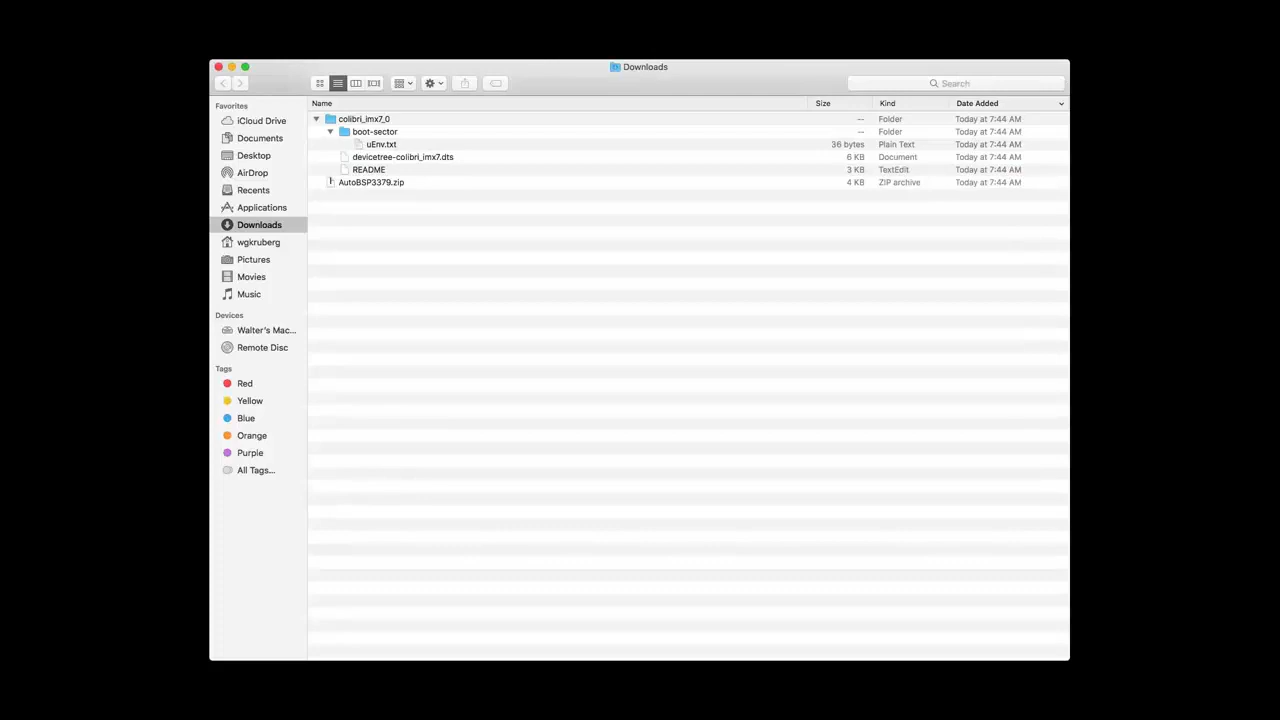 Downloads
Search
Favorites
iCloud Drive
Documents
Desktop
AirDrop
Recents
Applications
Downloads
wgkruberg
Pictures
Movies
Music
Devices
Walter's Mac...
Remote Disc
Tags
Red
Yellow
Blue
Orange
Purple
All Tags...
Name Size Kind Date Added
colibri_imx7_0 -- Folder Today at 7:44 AM
boot-sector -- Folder Today at 7:44 AM
uEnv.txt 36 bytes Plain Text Today at 7:44 AM
devicetree-colibri_imx7.dts 6 KB Document Today at 7:44 AM
README 3 KB TextEdit Today at 7:44 AM
AutoBSP3379.zip 4 KB ZIP archive Today at 7:44 AM